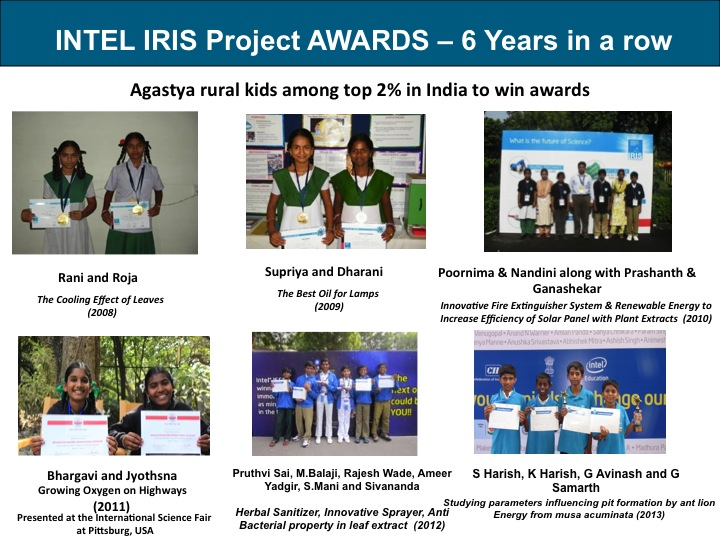 INTEL IRIS Project AWARDS – 6 Years in a row
Agastya rural kids among top 2% in India to win awards
What is the future of Science?
IRIS
Rani and Roja
The Cooling Effect of Leaves
(2008)
Supriya and Dharani
The Best Oil for Lamps
(2009)
Poornima & Nandini along with Prashanth &
Ganashekar
Innovative Fire Extinguisher System & Renewable Energy to
Increase Efficiency of Solar Panel with Plant Extracts (2010)
CII
intel
Education
YOU!!
Bhargavi and Jyothsna
Growing Oxygen on Highways
(2011)
Presented at the International Science Fair
at Pittsburg, USA
Pruthvi Sai, M.Balaji, Rajesh Wade, Ameer
Yadgir, S.Mani and Sivananda
Herbal Sanitizer, Innovative Sprayer, Anti
Bacterial property in leaf extract (2012)
S Harish, K Harish, G Avinash and G
Samarth
Studying parameters influencing pit formation by ant lion
Energy from musa acuminata (2013)